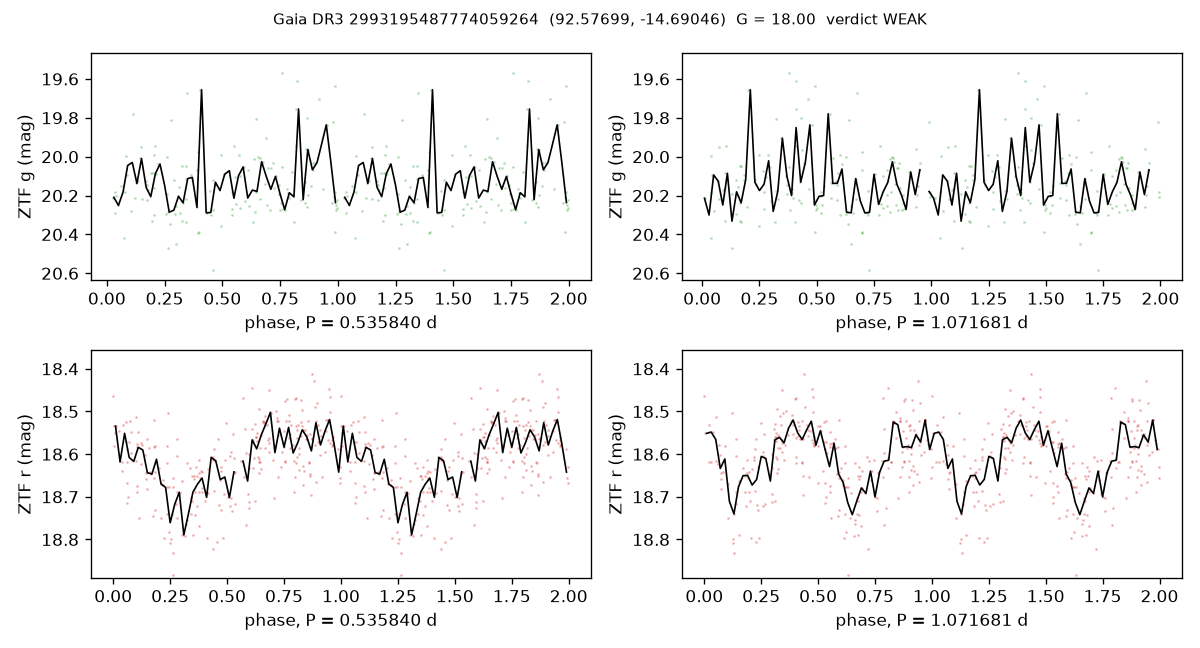 Gaia DR3 2993195487774059264 (92.57699, -14.69046) G = 18.00 verdict WEAK
ZTF g (mag)
19.6
19.8
20.0
20.2
20.4
20.6
0.00 0.25 0.50 0.75 1.00 1.25 1.50 1.75 2.00
phase, P = 0.535840 d
ZTF g (mag)
19.6
19.8
20.0
20.2
20.4
20.6
0.00 0.25 0.50 0.75 1.00 1.25 1.50 1.75 2.00
phase, P = 1.071681 d
ZTF r (mag)
18.4
18.5
18.6
18.7
18.8
0.00 0.25 0.50 0.75 1.00 1.25 1.50 1.75 2.00
phase, P = 0.535840 d
ZTF r (mag)
18.4
18.5
18.6
18.7
18.8
0.00 0.25 0.50 0.75 1.00 1.25 1.50 1.75 2.00
phase, P = 1.071681 d